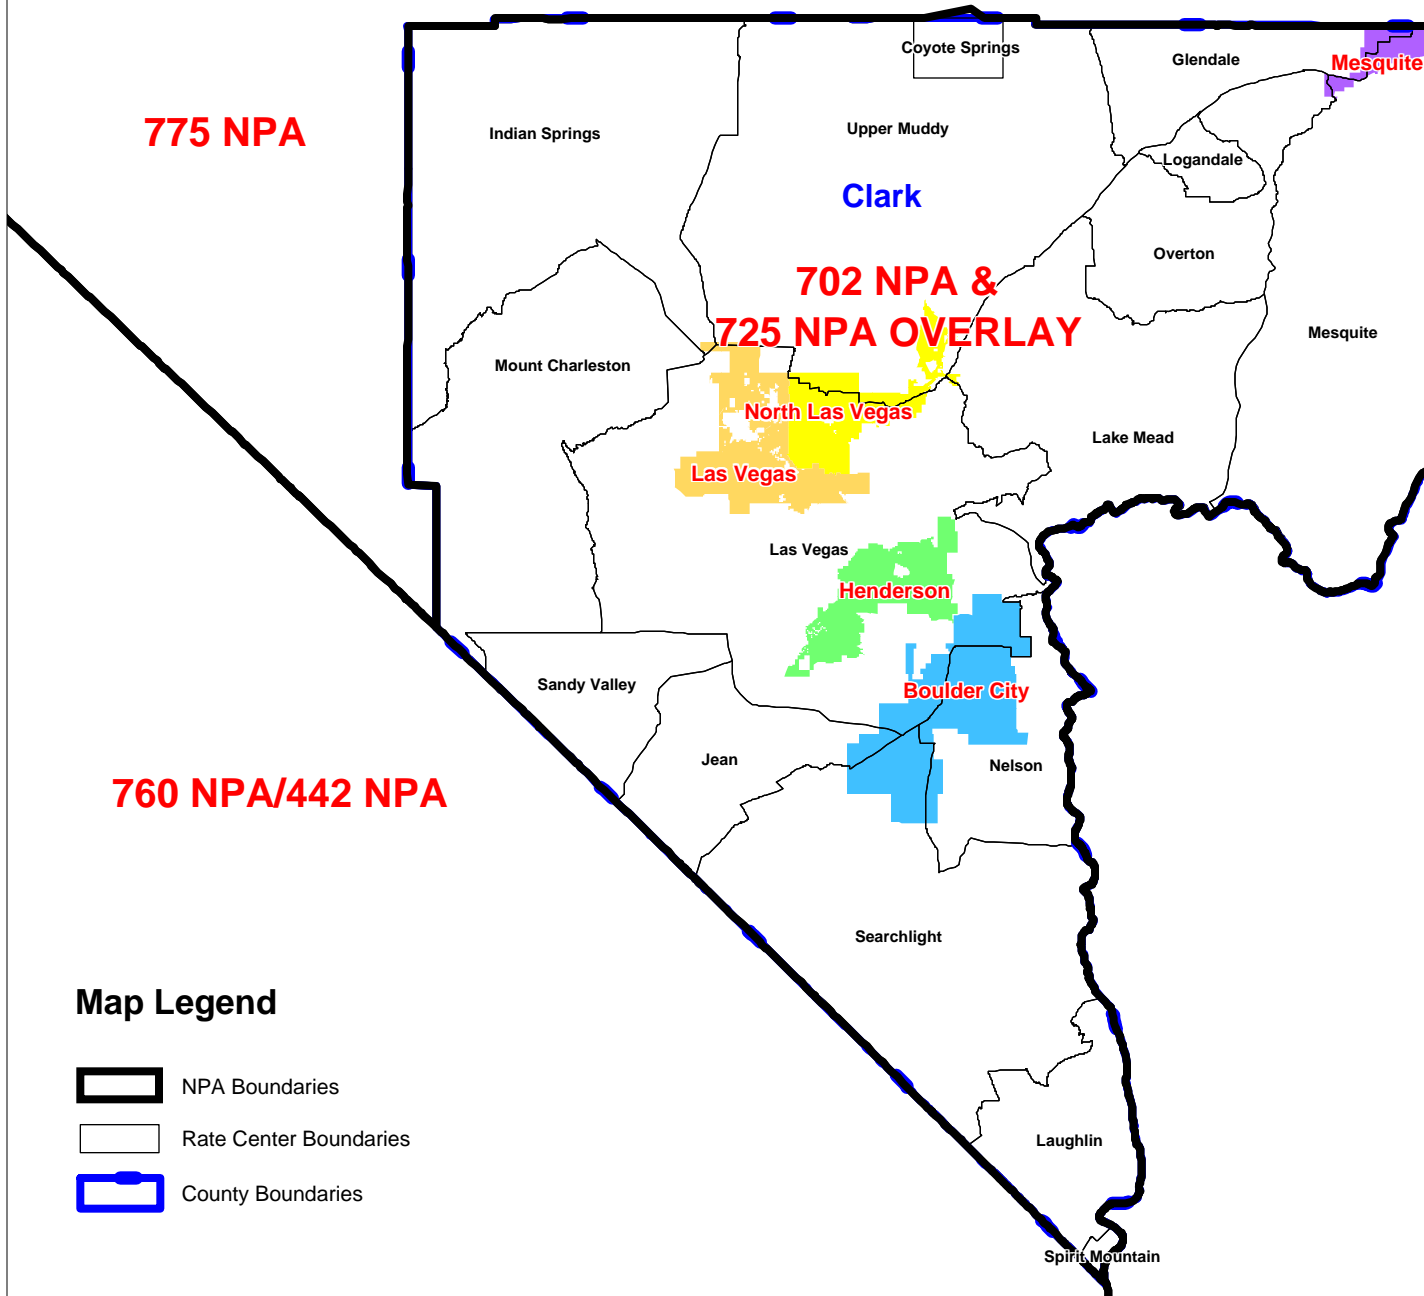 Coyote Springs
Glendale
Mesquite
775 NPA
Indian Springs
Upper Muddy
Logandale
Clark
Overton
702 NPA &
725 NPA OVERLAY
Mesquite
Mount Charleston
North Las Vegas
Lake Mead
Las Vegas
Las Vegas
Henderson
Sandy Valley
Boulder City
Jean
Nelson
760 NPA/442 NPA
Searchlight
Map Legend
NPA Boundaries
Rate Center Boundaries
Laughlin
County Boundaries
Spirit Mountain